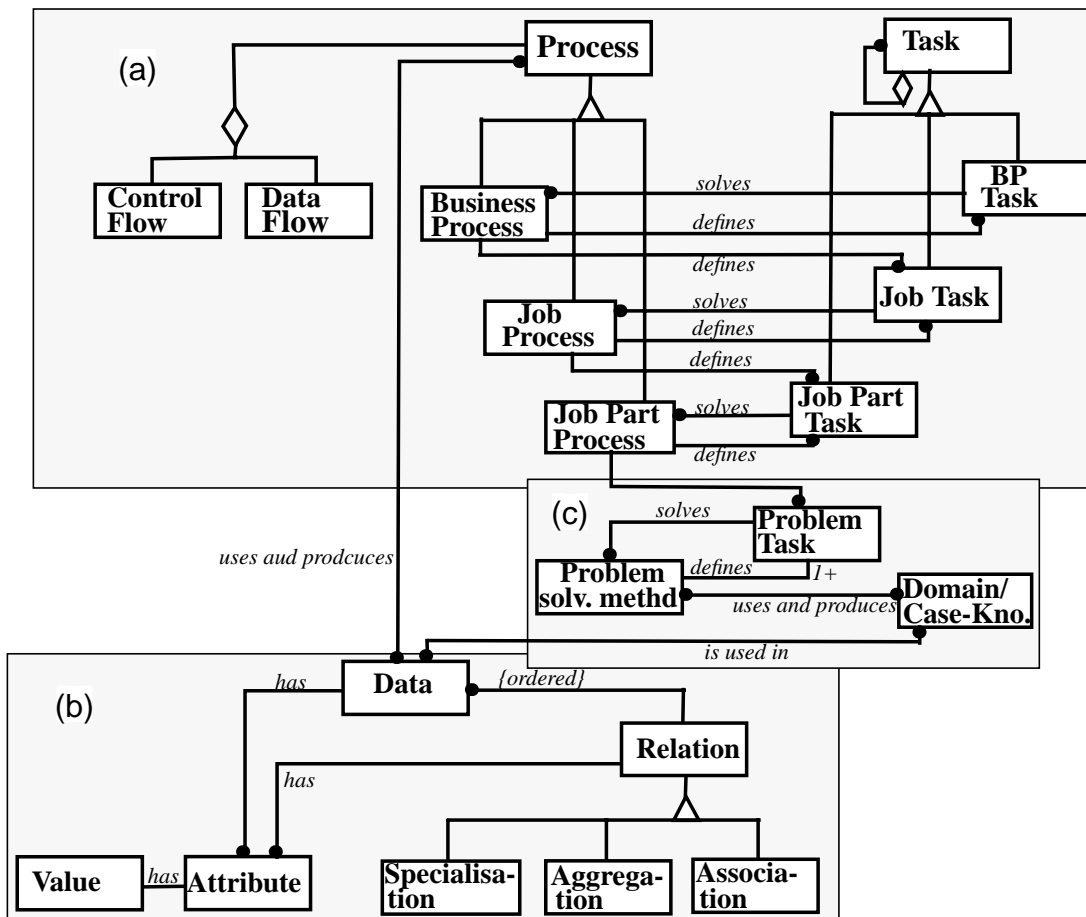 Process
Task
(a)
Control
Flow
Data
Flow
Business
Process
solves
BP
Task
defines
defines
Job Task
solves
Job
Process
defines
defines
Job Part
Task
Job Part
Process
solves
defines
(c)
solves
Problem
Task
uses aud prodcuces
defines
1+
Problem
solv. methd
Domain/
Case-Kno.
uses and produces
is used in
(b)
has
Data
{ordered}
Relation
has
Value
has
Attribute
Specialisa-
tion
Aggrega-
tion
Associa-
tion